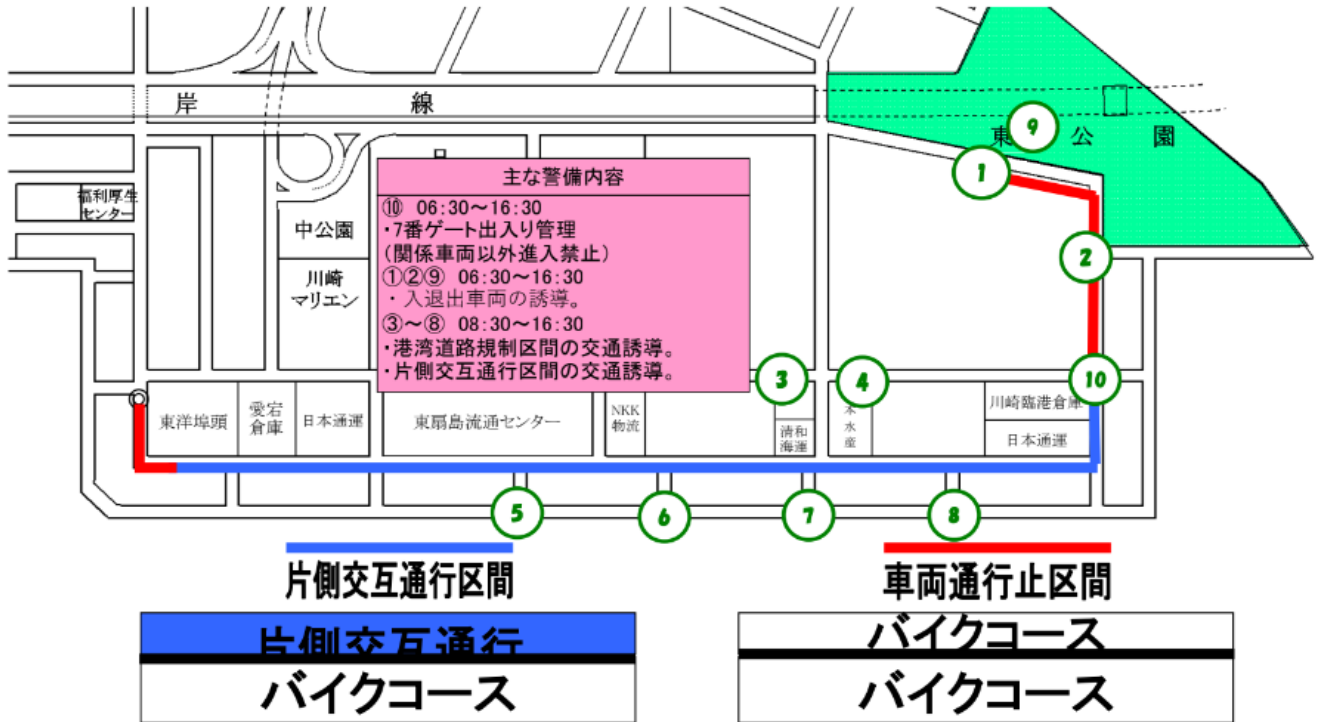 岸線
東公園
9
1
福利厚生
センター
中公園
川崎
マリエン
主な警備内容
⑩ 06:30～16:30
・7番ゲート出入り管理
(関係車両以外進入禁止)
①②⑨ 06:30～16:30
・入退出車両の誘導。
③～⑧ 08:30～16:30
・港湾道路規制区間の交通誘導。
・片側交互通行区間の交通誘導。
2
3
4
10
東洋埠頭
愛宕
倉庫
日本通運
東扇島流通センター
NKK
物流
清和
海運
本
水
産
川崎臨港倉庫
日本通運
5
6
7
8
片側交互通行区間
車両通行止区間
片側交互通行
バイクコース
バイクコース
バイクコース